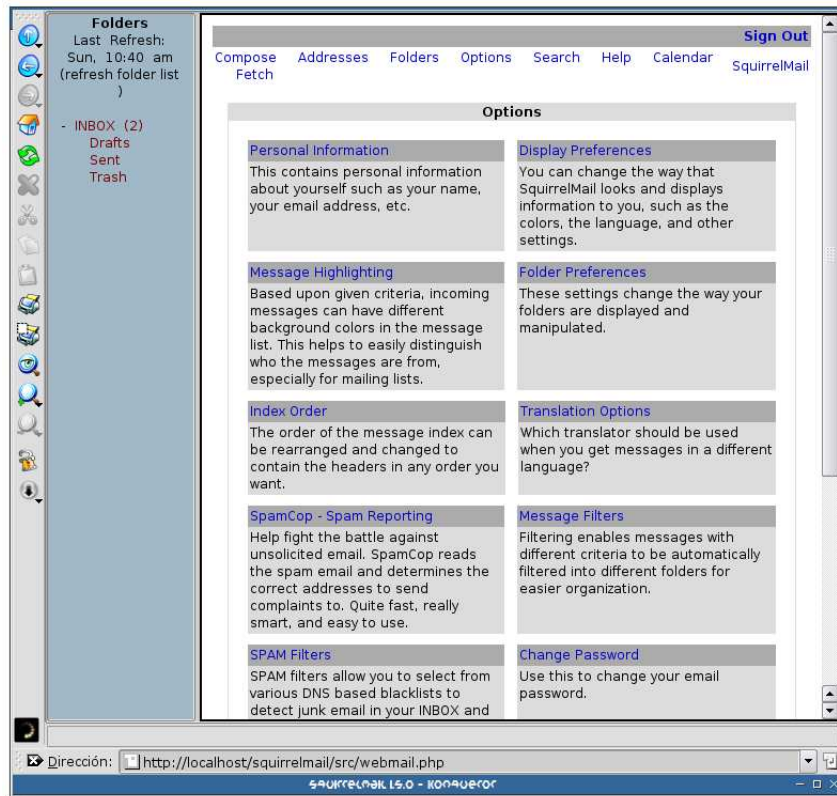 Folders
Last Refresh:
Sun, 10:40 am
(refresh folder list
)
- INBOX (2)
Drafts
Sent
Trash
Sign Out
Compose Addresses Folders Options Search Help Calendar SquirrelMail
Fetch
Options
Personal Information
This contains personal information
about yourself such as your name,
your email address, etc.
Display Preferences
You can change the way that
SquirrelMail looks and displays
information to you, such as the
colors, the language, and other
settings.
Message Highlighting
Based upon given criteria, incoming
messages can have different
background colors in the message
list. This helps to easily distinguish
who the messages are from,
especially for mailing lists.
Folder Preferences
These settings change the way your
folders are displayed and
manipulated.
Index Order
The order of the message index can
be rearranged and changed to
contain the headers in any order you
want.
Translation Options
Which translator should be used
when you get messages in a different
language?
SpamCop - Spam Reporting
Help fight the battle against
unsolicited email. SpamCop reads
the spam email and determines the
correct addresses to send
complaints to. Quite fast, really
smart, and easy to use.
Message Filters
Filtering enables messages with
different criteria to be automatically
filtered into different folders for
easier organization.
SPAM Filters
SPAM filters allow you to select from
various DNS based blacklists to
detect junk email in your INBOX and
Change Password
Use this to change your email
password.
Dirección: http://localhost/squirrelmail/src/webmail.php
squirrelmail 1.5.0 - Konqueror